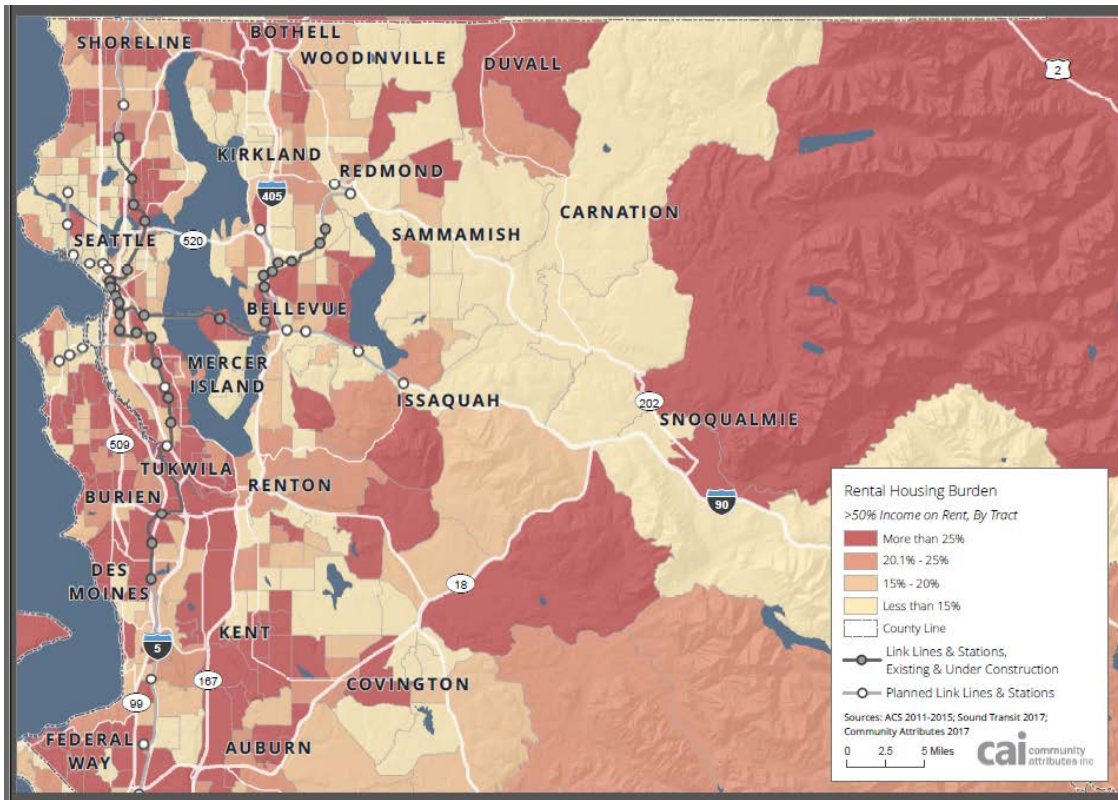 SHORELINE
BOTHELL
WOODINVILLE
DUVALL
2
KIRKLAND
REDMOND
405
CARNATION
SEATTLE
520
SAMMAMISH
BELLEVUE
MERCER
ISLAND
ISSAQUAH
202
SNOQUALMIE
509
TUKWILA
RENTON
BURIEN
90
DES
MOINES
18
KENT
5
167
COVINGTON
99
FEDERAL
WAY
AUBURN
Rental Housing Burden
>50% Income on Rent, By Tract
More than 25%
20.1% - 25%
15% - 20%
Less than 15%
County Line
Link Lines & Stations,
Existing & Under Construction
Planned Link Lines & Stations
Sources: ACS 2011-2015; Sound Transit 2017;
Community Attributes 2017
0 2.5 5 Miles
cai community
attributes inc